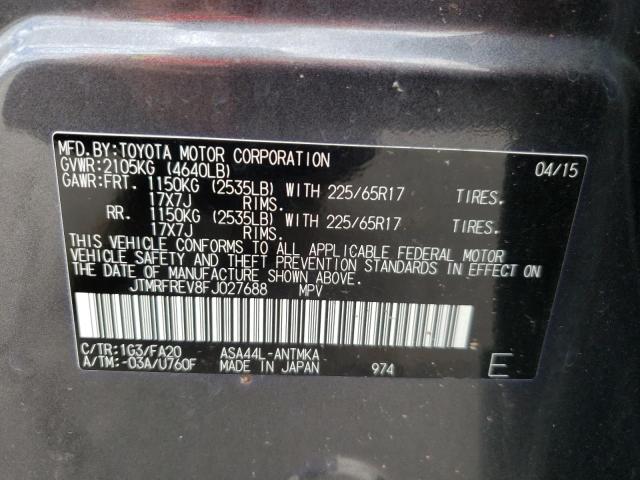 MFD.BY:TOYOTA MOTOR CORPORATION 04/15
GVWR:2105KG (4640LB)
GAWR:FRT. 1150KG (2535LB) WITH 225/65R17 TIRES.
17X7J RIMS.
RR. 1150KG (2535LB) WITH 225/65R17 TIRES.
17X7J RIMS.
THIS VEHICLE CONFORMS TO ALL APPLICABLE FEDERAL MOTOR
VEHICLE SAFETY AND THEFT PREVENTION STANDARDS IN EFFECT ON
THE DATE OF MANUFACTURE SHOWN ABOVE.
JTMRFREV8FJ027688 MPV
C/TR:1G3/FA20 ASA44L-ANTMKA
A/TM:-03A/U760F MADE IN JAPAN 974 E